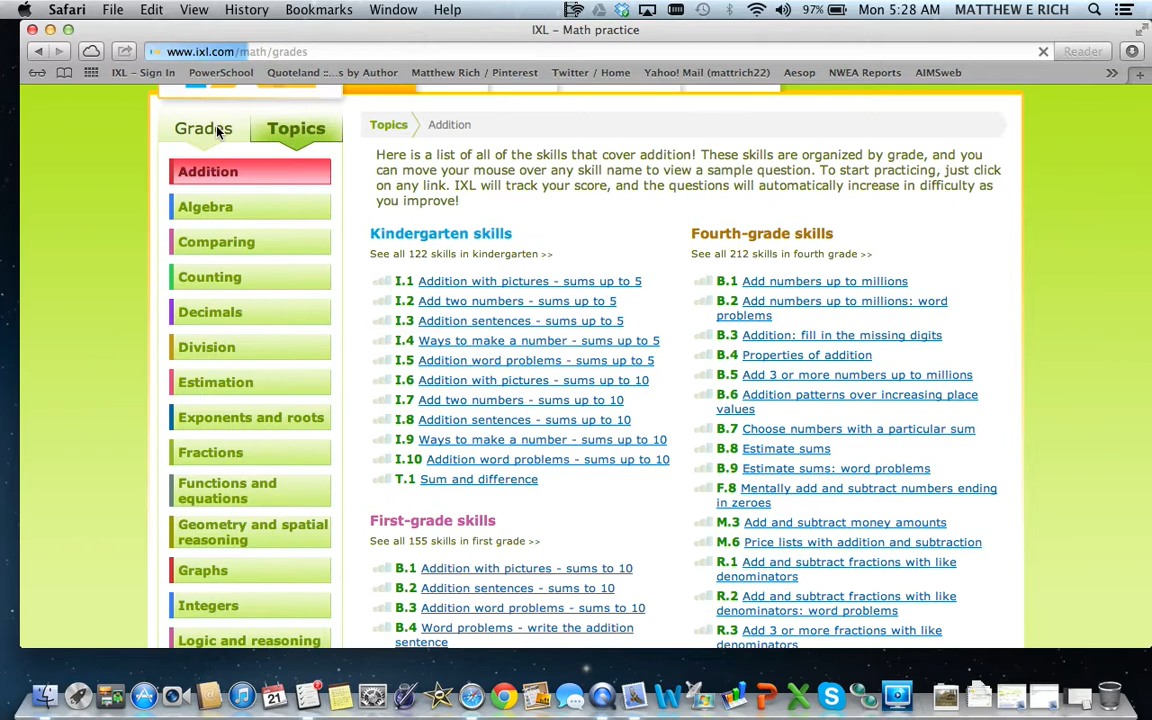 Safari File Edit View History Bookmarks Window Help 97% Mon 5:28 AM MATTHEW E RICH
IXL – Math practice
www.ixl.com/math/grades Reader
IXL – Sign In PowerSchool Quoteland ::...s by Author Matthew Rich / Pinterest Twitter / Home Yahoo! Mail (mattrich22) Aesop NWEA Reports AIMSweb
Grades Topics
Addition
Algebra
Comparing
Counting
Decimals
Division
Estimation
Exponents and roots
Fractions
Functions and
equations
Geometry and spatial
reasoning
Graphs
Integers
Logic and reasoning
Topics Addition
Here is a list of all of the skills that cover addition! These skills are organized by grade, and you
can move your mouse over any skill name to view a sample question. To start practicing, just click
on any link. IXL will track your score, and the questions will automatically increase in difficulty as
you improve!
Kindergarten skills
See all 122 skills in kindergarten >>
I.1 Addition with pictures - sums up to 5
I.2 Add two numbers - sums up to 5
I.3 Addition sentences - sums up to 5
I.4 Ways to make a number - sums up to 5
I.5 Addition word problems - sums up to 5
I.6 Addition with pictures - sums up to 10
I.7 Add two numbers - sums up to 10
I.8 Addition sentences - sums up to 10
I.9 Ways to make a number - sums up to 10
I.10 Addition word problems - sums up to 10
T.1 Sum and difference
First-grade skills
See all 155 skills in first grade >>
B.1 Addition with pictures - sums to 10
B.2 Addition sentences - sums to 10
B.3 Addition word problems - sums to 10
B.4 Word problems - write the addition
sentence
Fourth-grade skills
See all 212 skills in fourth grade >>
B.1 Add numbers up to millions
B.2 Add numbers up to millions: word
problems
B.3 Addition: fill in the missing digits
B.4 Properties of addition
B.5 Add 3 or more numbers up to millions
B.6 Addition patterns over increasing place
values
B.7 Choose numbers with a particular sum
B.8 Estimate sums
B.9 Estimate sums: word problems
F.8 Mentally add and subtract numbers ending
in zeroes
M.3 Add and subtract money amounts
M.6 Price lists with addition and subtraction
R.1 Add and subtract fractions with like
denominators
R.2 Add and subtract fractions with like
denominators: word problems
R.3 Add 3 or more fractions with like
denominators
21